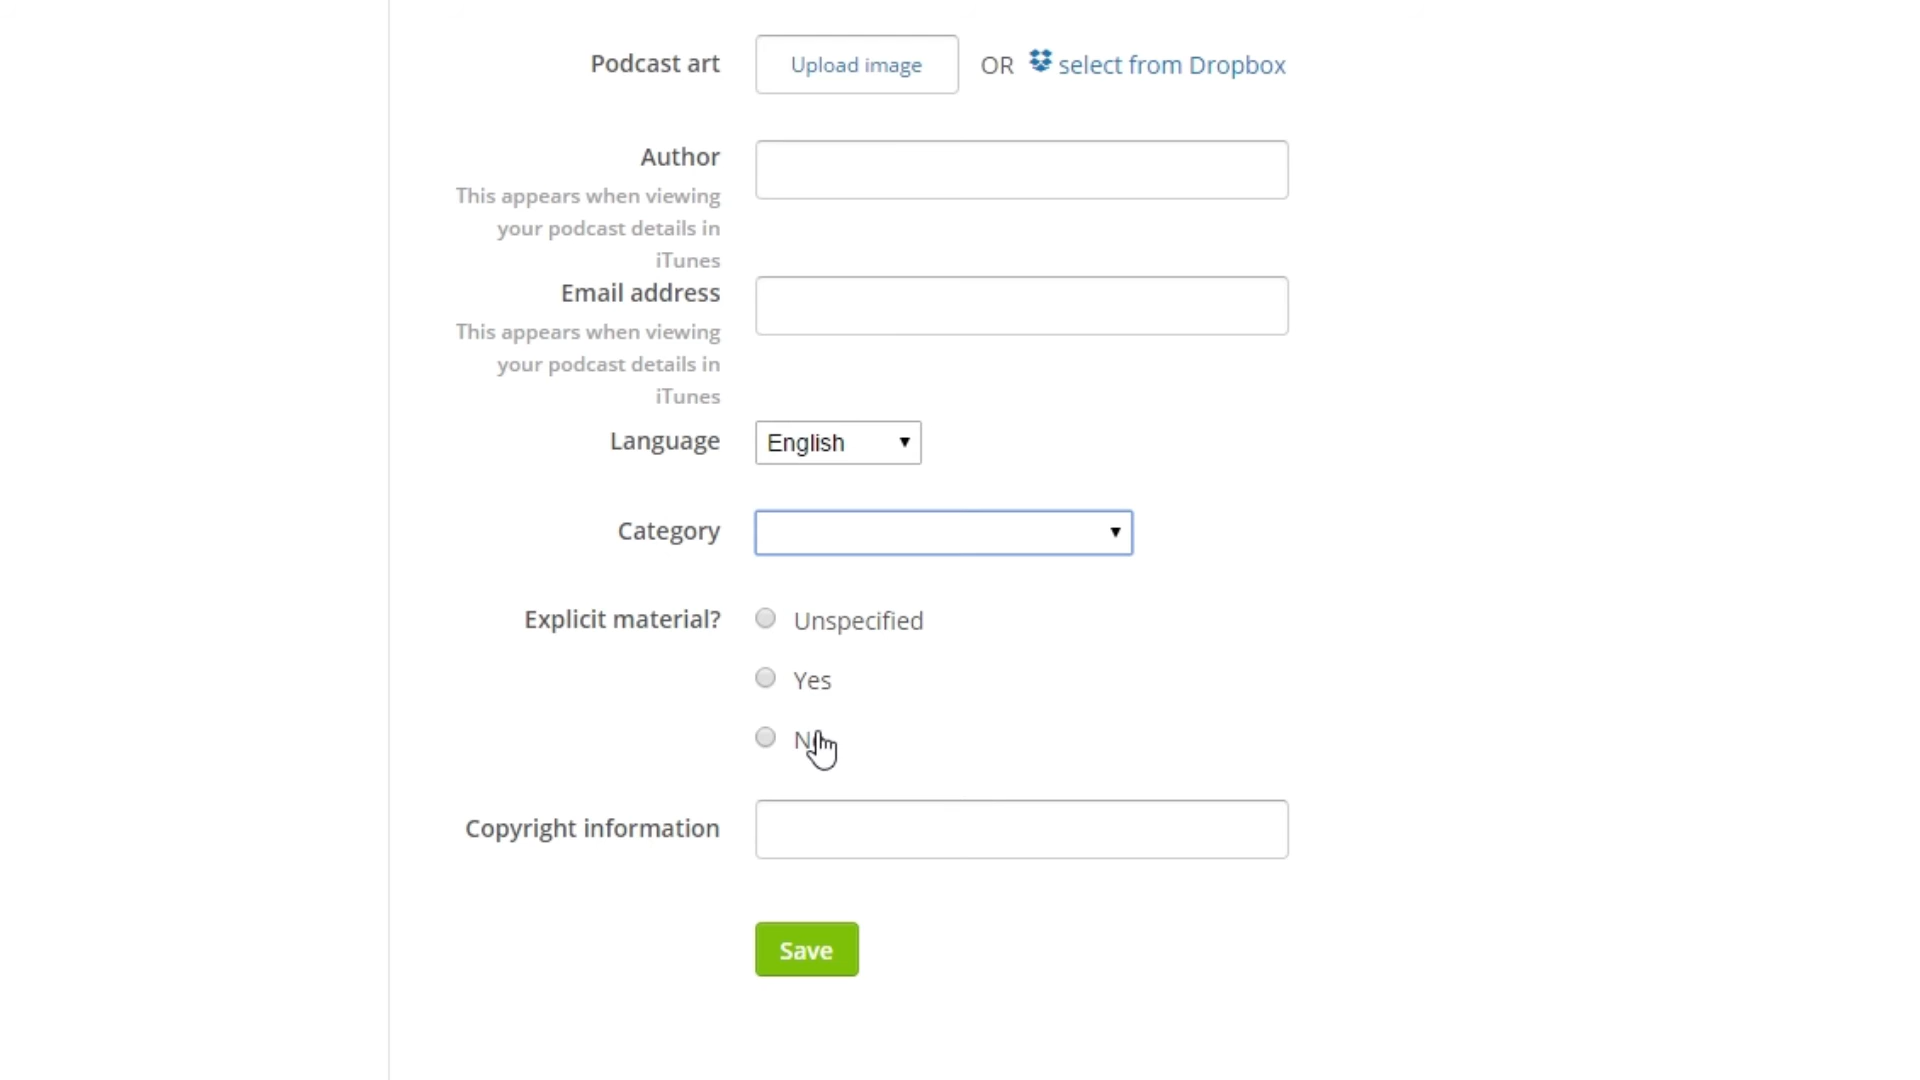 Podcast art Upload image OR select from Dropbox
Author
This appears when viewing
your podcast details in
iTunes
Email address
This appears when viewing
your podcast details in
iTunes
Language English
Category
Explicit material? Unspecified
Yes
No
Copyright information
Save